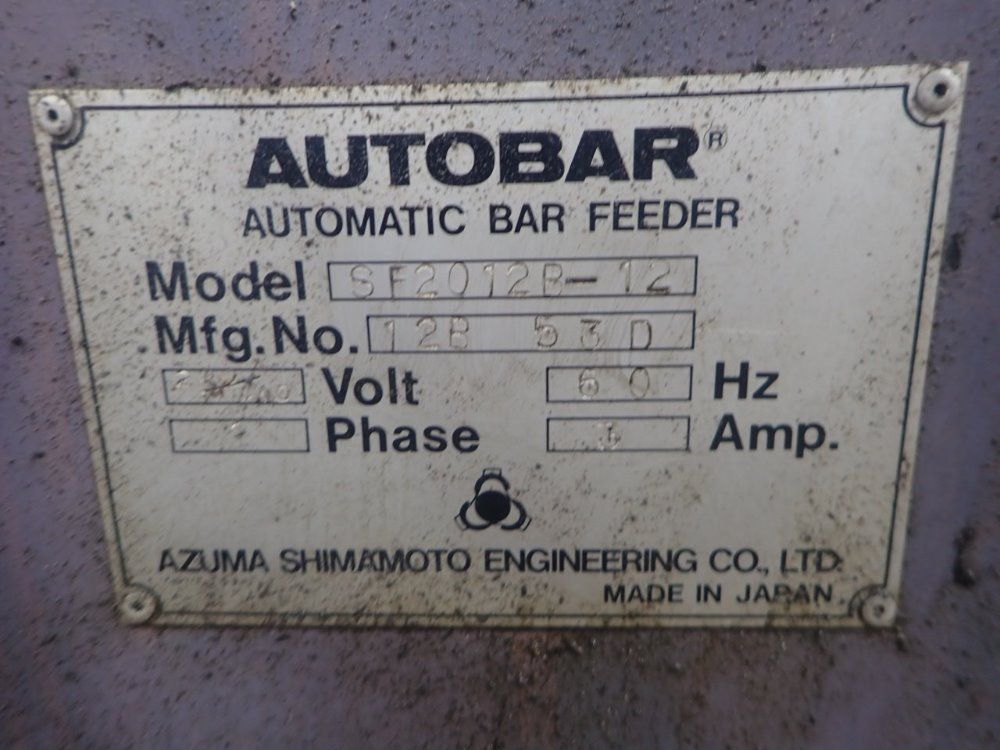 AUTOBAR®
AUTOMATIC BAR FEEDER
Model SF2012B-12
Mfg.No. 12B 53D
Volt 60 Hz
Phase Amp.
AZUMA SHIMAMOTO ENGINEERING CO., LTD.
MADE IN JAPAN